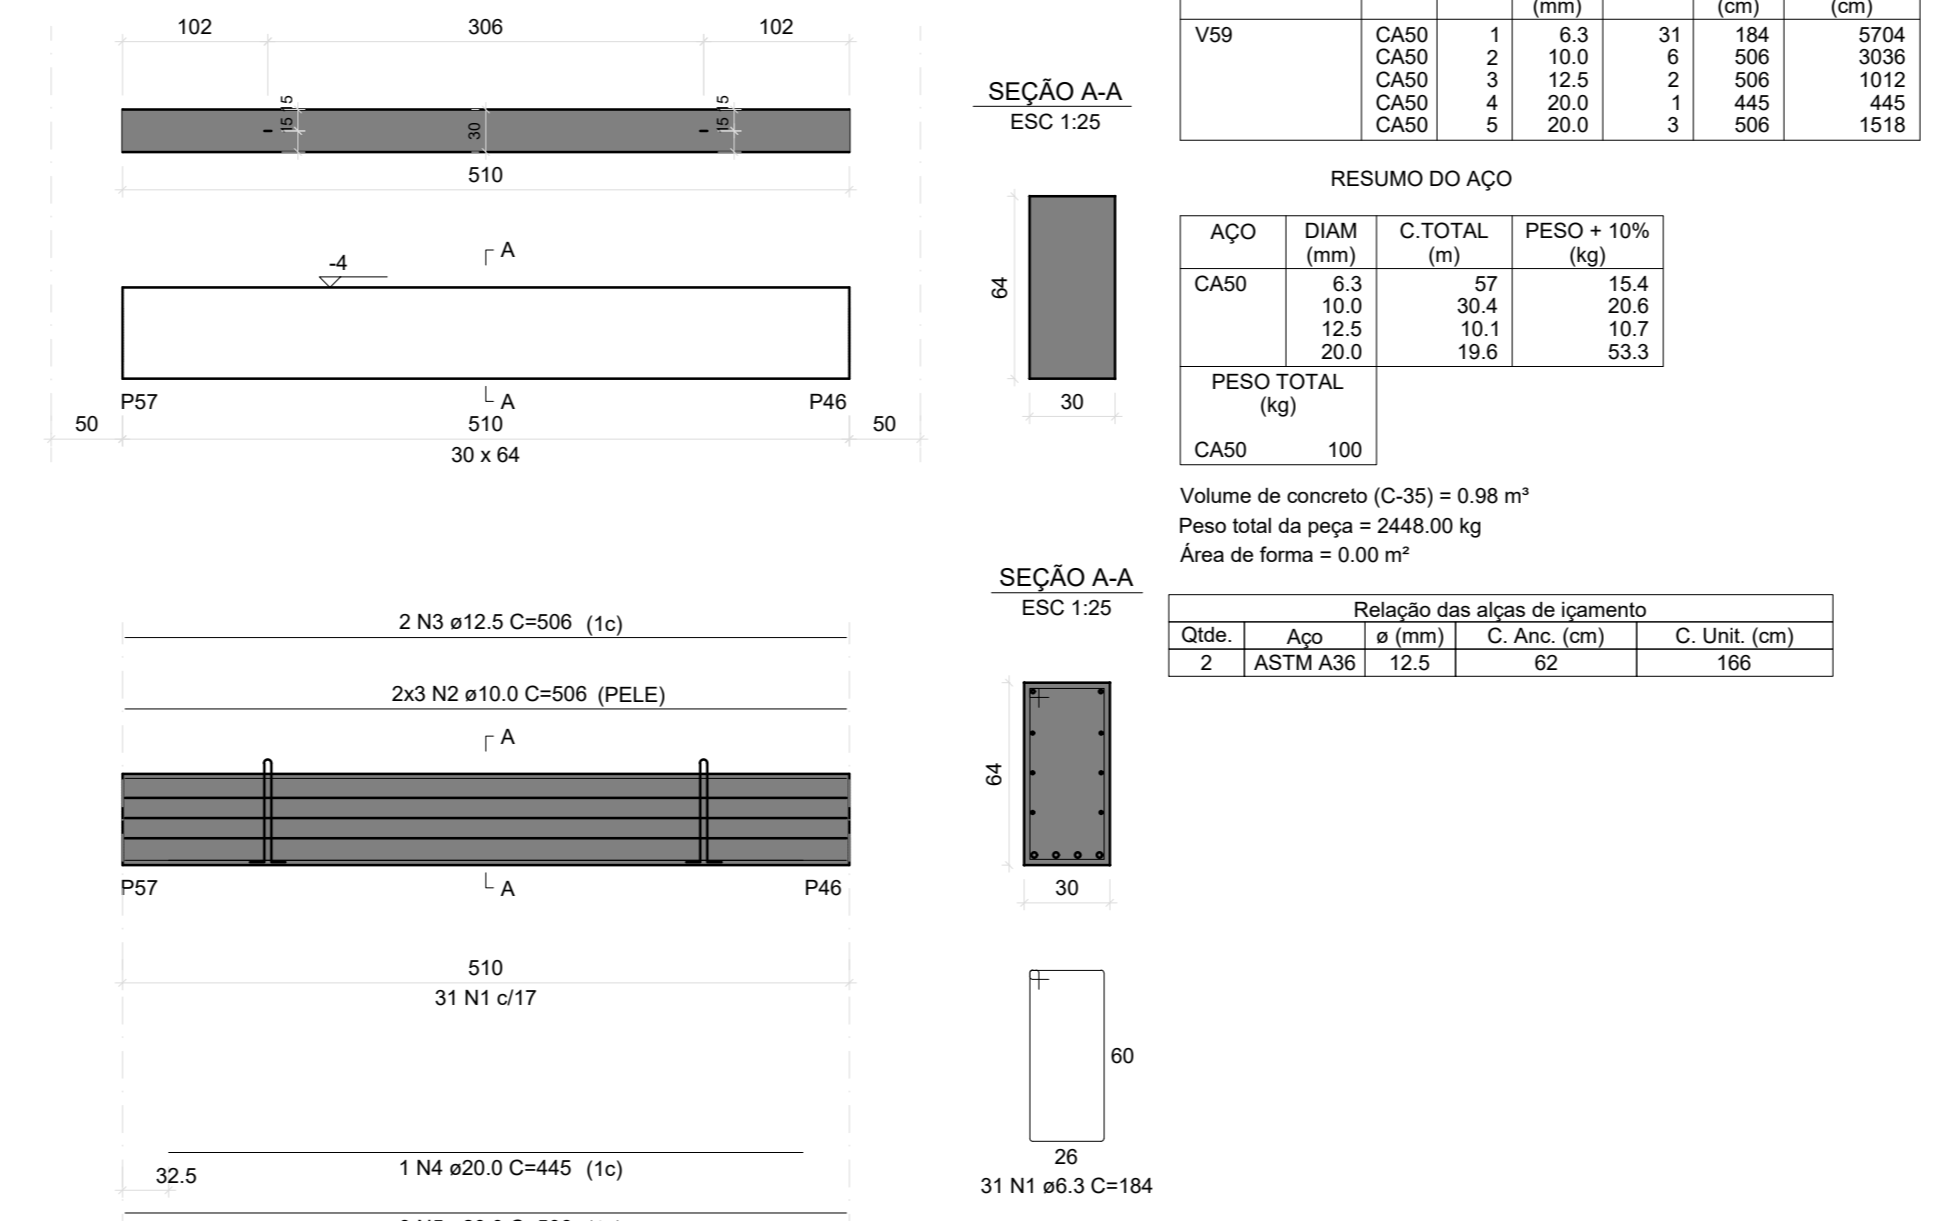 102 306 102
15 15 30 15 15
510
-4
A
P57 A P46
50 510 50
30 x 64
SEÇÃO A-A
ESC 1:25
64
30
(mm) (cm) (cm)
V59 CA50 1 6.3 31 184 5704
CA50 2 10.0 6 506 3036
CA50 3 12.5 2 506 1012
CA50 4 20.0 1 445 445
CA50 5 20.0 3 506 1518
RESUMO DO AÇO
AÇO DIAM C.TOTAL PESO + 10%
(mm) (m) (kg)
CA50 6.3 57 15.4
10.0 30.4 20.6
12.5 10.1 10.7
20.0 19.6 53.3
PESO TOTAL
(kg)
CA50 100
Volume de concreto (C-35) = 0.98 m³
Peso total da peça = 2448.00 kg
Área de forma = 0.00 m²
Relação das alças de içamento
Qtde. Aço ø (mm) C. Anc. (cm) C. Unit. (cm)
2 ASTM A36 12.5 62 166
2 N3 ø12.5 C=506 (1c)
2x3 N2 ø10.0 C=506 (PELE)
A
P57 A P46
510
31 N1 c/17
SEÇÃO A-A
ESC 1:25
64
30
60
26
31 N1 ø6.3 C=184
32.5 1 N4 ø20.0 C=445 (1c)